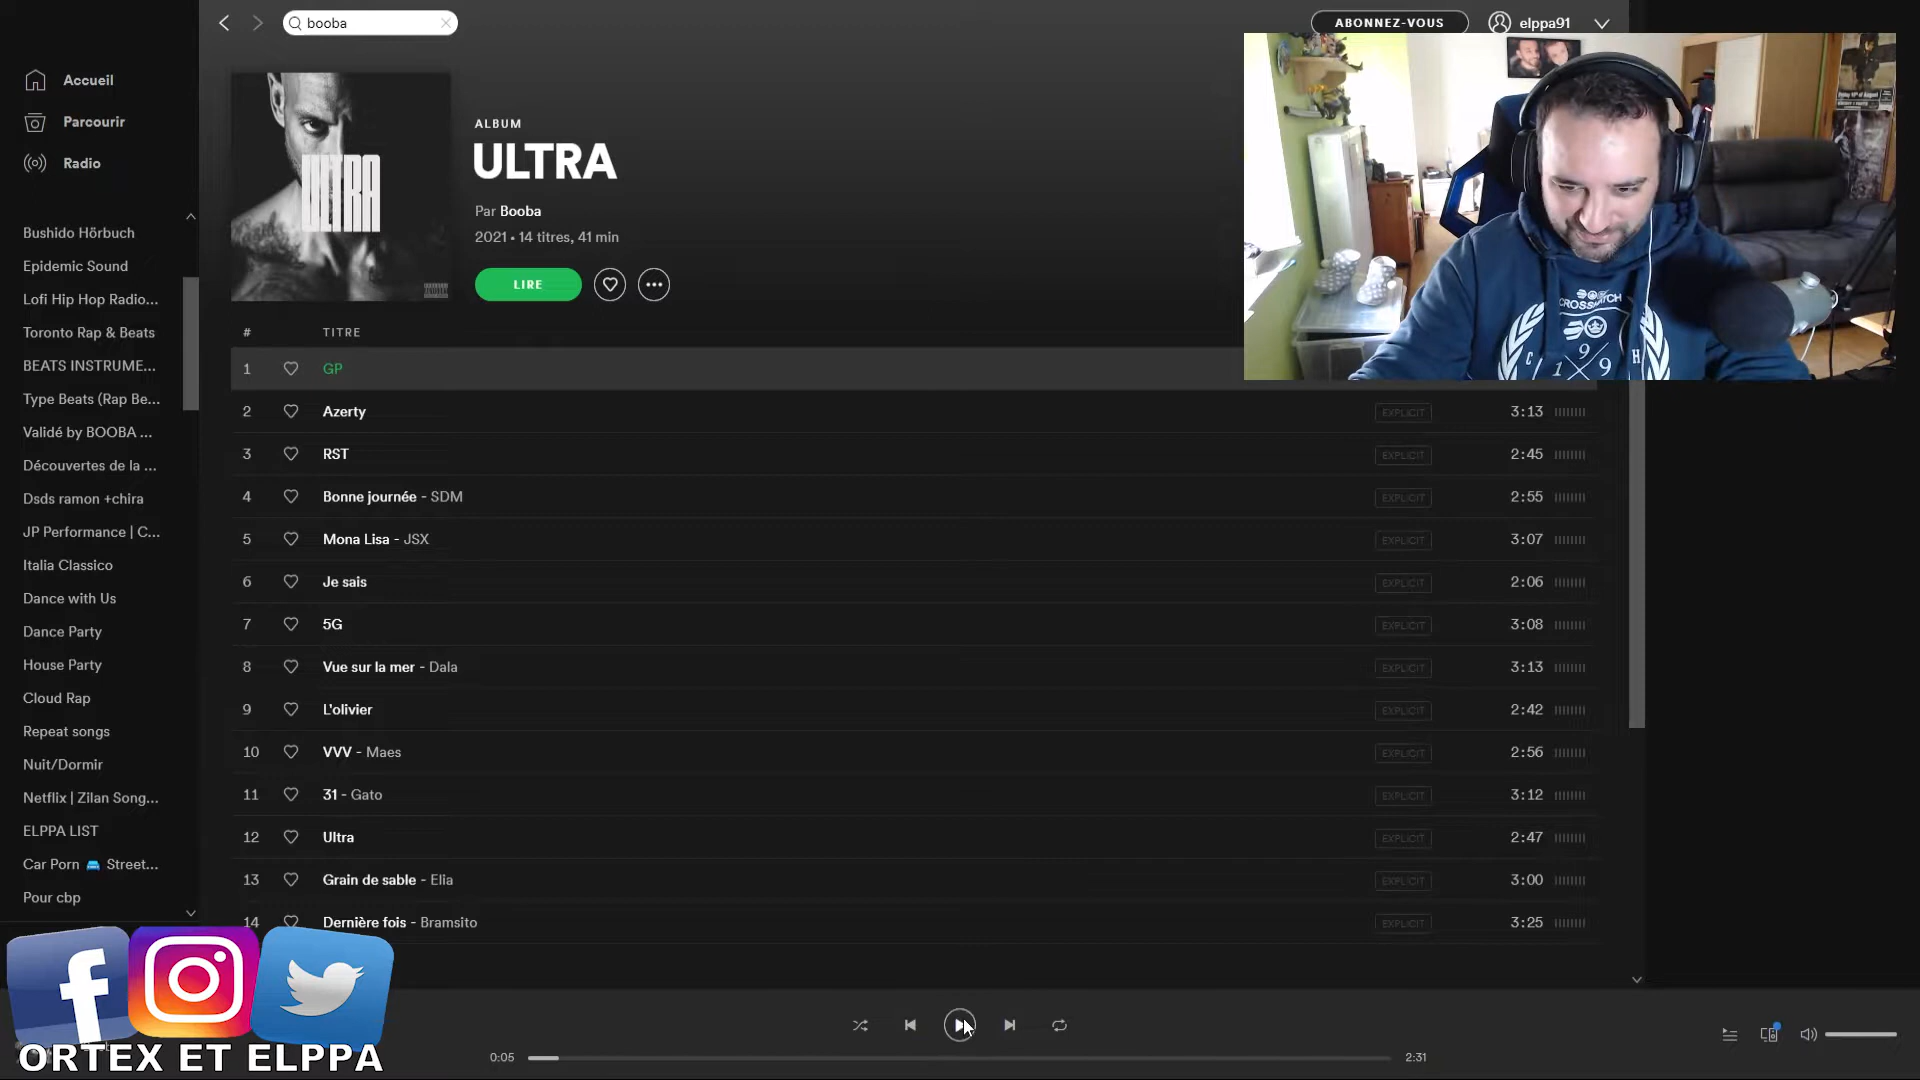 booba
ABONNEZ-VOUS
elppa91
Accueil
Parcourir
Radio
Bushido Hörbuch
Epidemic Sound
Lofi Hip Hop Radio...
Toronto Rap & Beats
BEATS INSTRUME...
Type Beats (Rap Be...
Validé by BOOBA ...
Découvertes de la ...
Dsds ramon +chira
JP Performance | C...
Italia Classico
Dance with Us
Dance Party
House Party
Cloud Rap
Repeat songs
Nuit/Dormir
Netflix | Zilan Song...
ELPPA LIST
Car Porn 🚘 Street...
Pour cbp
ULTRA
ALBUM
ULTRA
Par Booba
2021 • 14 titres, 41 min
LIRE
# TITRE
1 GP
2 Azerty EXPLICIT 3:13
3 RST EXPLICIT 2:45
4 Bonne journée - SDM EXPLICIT 2:55
5 Mona Lisa - JSX EXPLICIT 3:07
6 Je sais EXPLICIT 2:06
7 5G EXPLICIT 3:08
8 Vue sur la mer - Dala EXPLICIT 3:13
9 L'olivier EXPLICIT 2:42
10 VVV - Maes EXPLICIT 2:56
11 31 - Gato EXPLICIT 3:12
12 Ultra EXPLICIT 2:47
13 Grain de sable - Elia EXPLICIT 3:00
14 Dernière fois - Bramsito EXPLICIT 3:25
CROSSHATCH
C H
1 9 9
f
ORTEX ET ELPPA
0:05
2:31